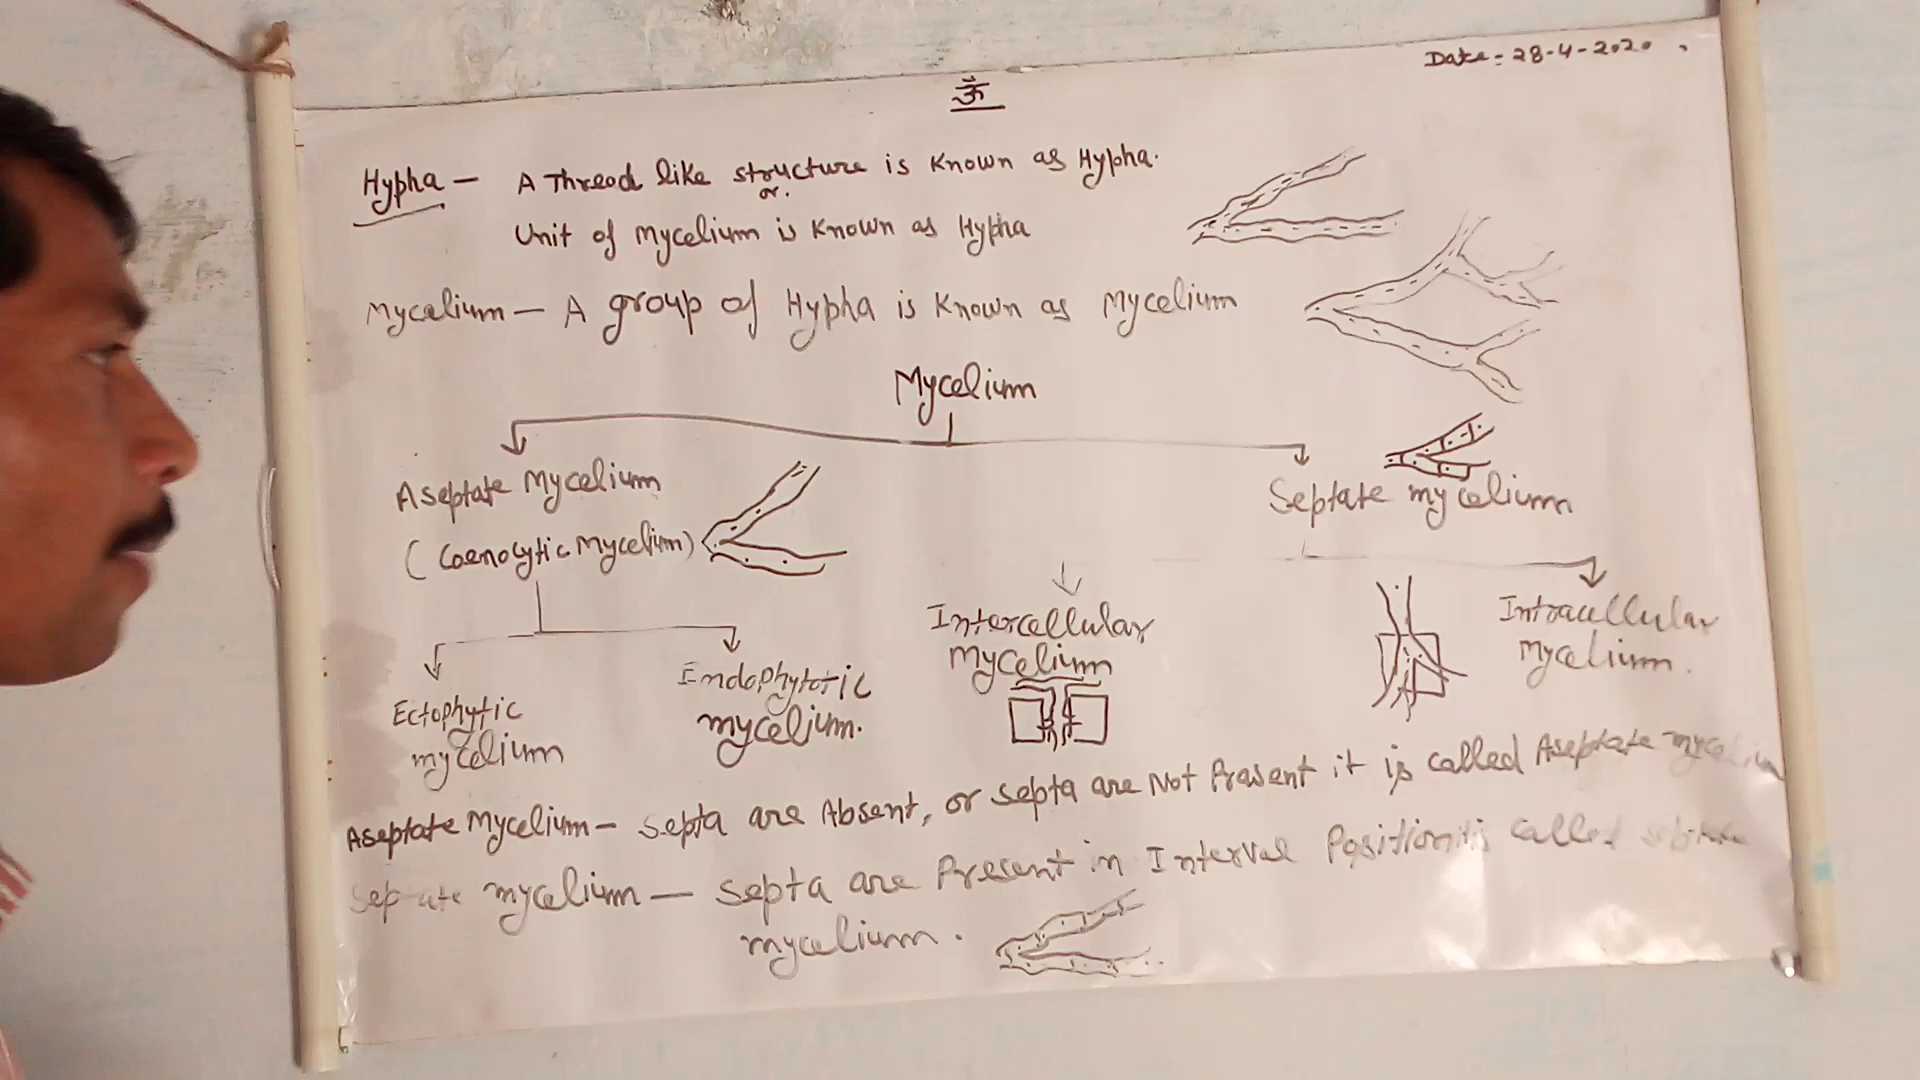 Date = 28-4-2020
ॐ
Hypha — A Thread like structure is Known as Hypha.
or.
Unit of Mycelium is Known as Hypha
Mycelium — A group of Hypha is Known as Mycelium
Mycelium
Aseptate Mycelium
(Coenocytic Mycelium)
Septate mycelium
Ectophytic
mycelium
Endophytotic
mycelium.
Intercellular
Mycelium
Intracellular
Mycelium.
Aseptate Mycelium — Septa are Absent, or Septa are Not Present it is called Aseptate mycelium
Septate mycelium — Septa are Present in Interval Position it is called septate
mycelium.